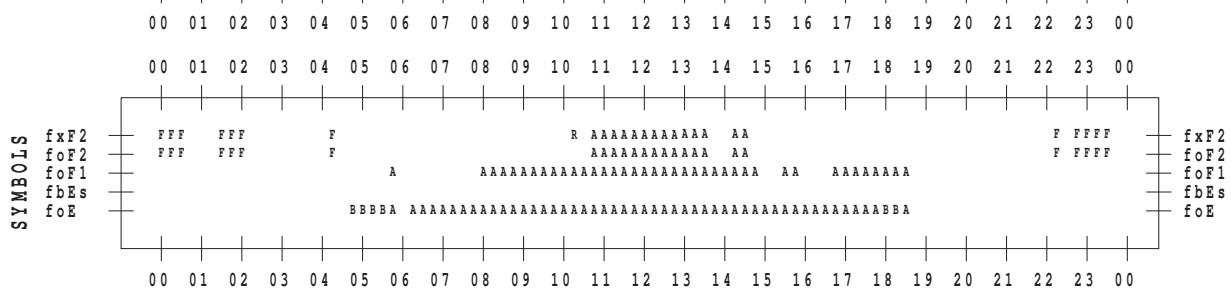 00 01 02 03 04 05 06 07 08 09 10 11 12 13 14 15 16 17 18 19 20 21 22 23 00
00 01 02 03 04 05 06 07 08 09 10 11 12 13 14 15 16 17 18 19 20 21 22 23 00
SYMBOLS
fxF2 FFF FFF F R AAAAAAAAAAAA AA F FFFF fxF2
foF2 FFF FFF F AAAAAAAAAAAA AA F FFFF foF2
foF1 A AAAAAAAAAAAAAAAAAAAAAAAAAAAA AA AAAAAAAA foF1
fbEs fbEs
foE BBBBA AAAAAAAAAAAAAAAAAAAAAAAAAAAAAAAAAAAAAAAAAAAAAAABBA foE
00 01 02 03 04 05 06 07 08 09 10 11 12 13 14 15 16 17 18 19 20 21 22 23 00